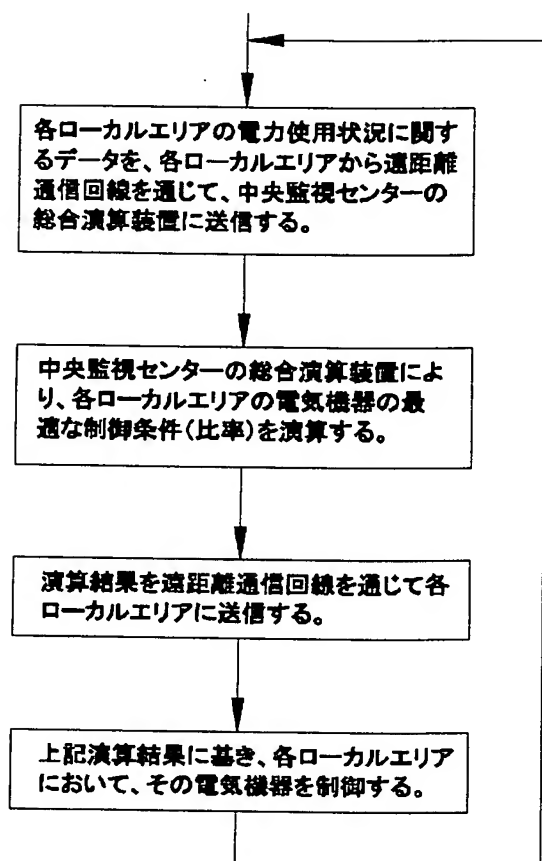 各ローカルエリアの電力使用状況に関す
るデータを、各ローカルエリアから遠距離
通信回線を通じて、中央監視センターの
総合演算装置に送信する。
中央監視センターの総合演算装置によ
り、各ローカルエリアの電気機器の最
適な制御条件(比率)を演算する。
演算結果を遠距離通信回線を通じて各
ローカルエリアに送信する。
上記演算結果に基き、各ローカルエリア
において、その電気機器を制御する。